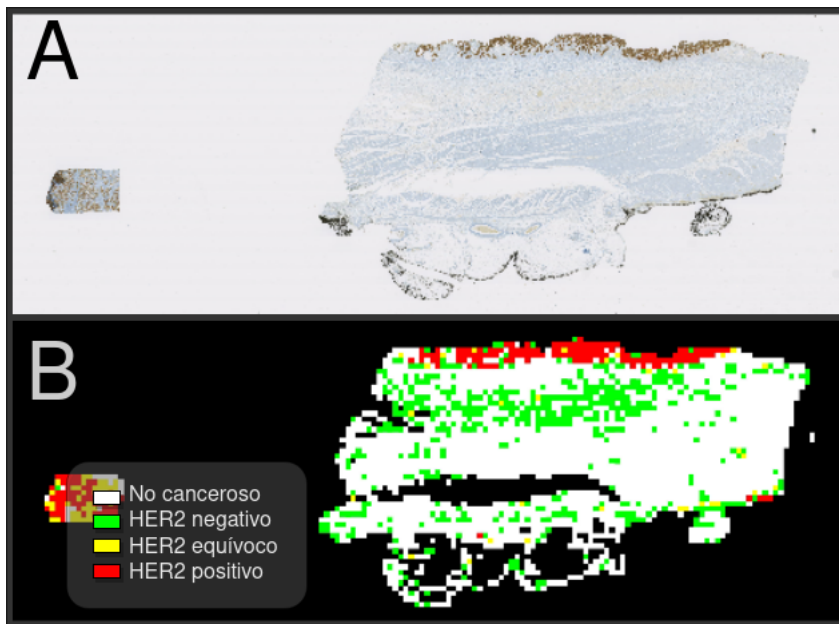 A
B
No canceroso
HER2 negativo
HER2 equívoco
HER2 positivo